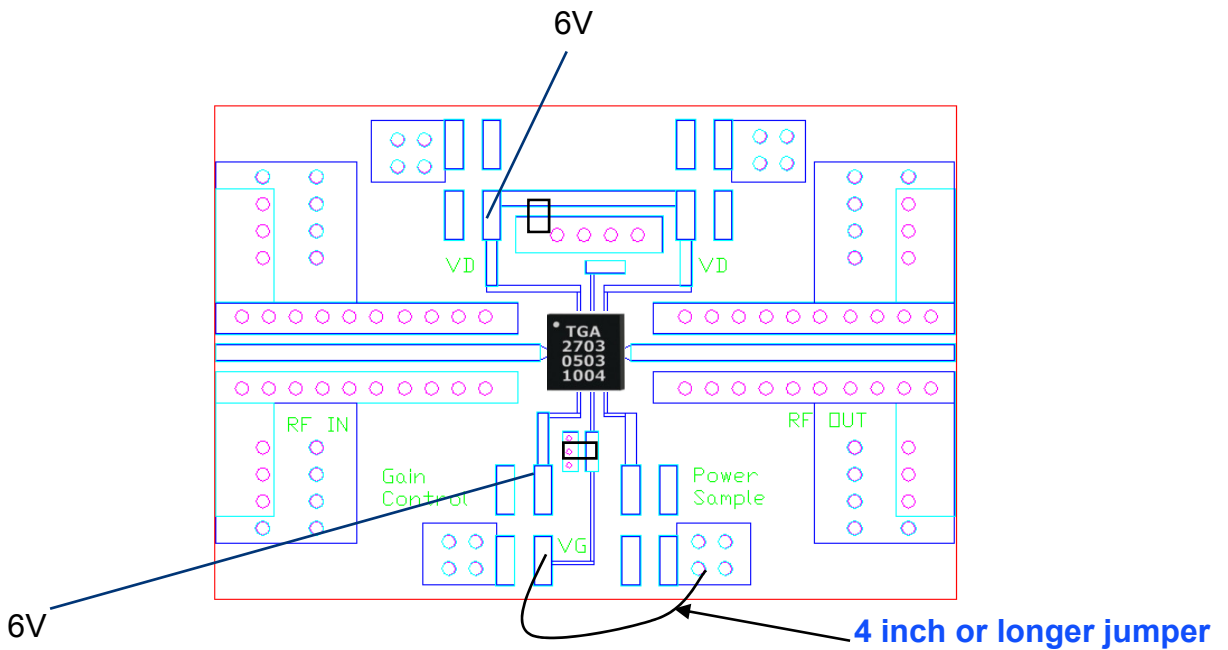 6V
VD
VD
TGA
2703
0503
1004
RF IN
RF OUT
Gain
Control
Power
Sample
VG
6V
4 inch or longer jumper